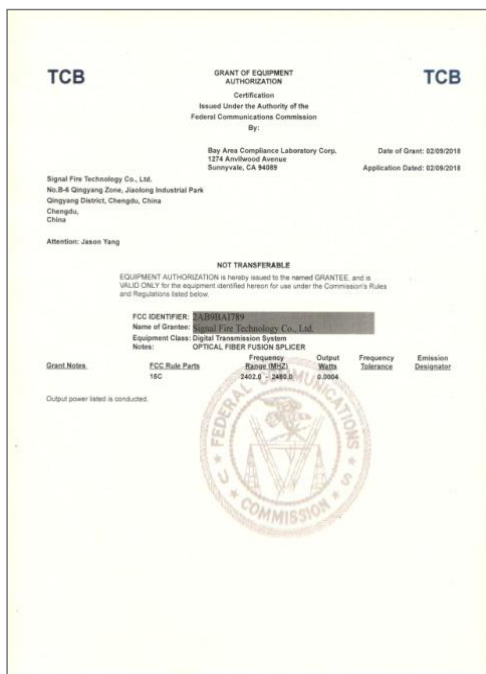 TCB
GRANT OF EQUIPMENT
AUTHORIZATION
TCB
Certification
Issued Under the Authority of the
Federal Communications Commission
By:
Bay Area Compliance Laboratory Corp.
1274 Anvilwood Avenue
Sunnyvale, CA 94089
Date of Grant: 02/09/2018
Application Dated: 02/09/2018
Signal Fire Technology Co., Ltd.
No.B-6 Qingyang Zone, Jiaolong Industrial Park
Qingyang District, Chengdu, China
Chengdu,
China
Attention: Jason Yang
NOT TRANSFERABLE
EQUIPMENT AUTHORIZATION is hereby issued to the named GRANTEE, and is
VALID ONLY for the equipment identified hereon for use under the Commission's Rules
and Regulations listed below.
FCC IDENTIFIER: 2AB9BAI789
Name of Grantee: Signal Fire Technology Co., Ltd.
Equipment Class: Digital Transmission System
Notes: OPTICAL FIBER FUSION SPLICER
Grant Notes FCC Rule Parts Frequency Range (MHZ) Output Watts Frequency Tolerance Emission Designator
15C 2402.0 - 2480.0 0.0004
Output power listed is conducted.
FEDERAL COMMUNICATIONS COMMISSION U S